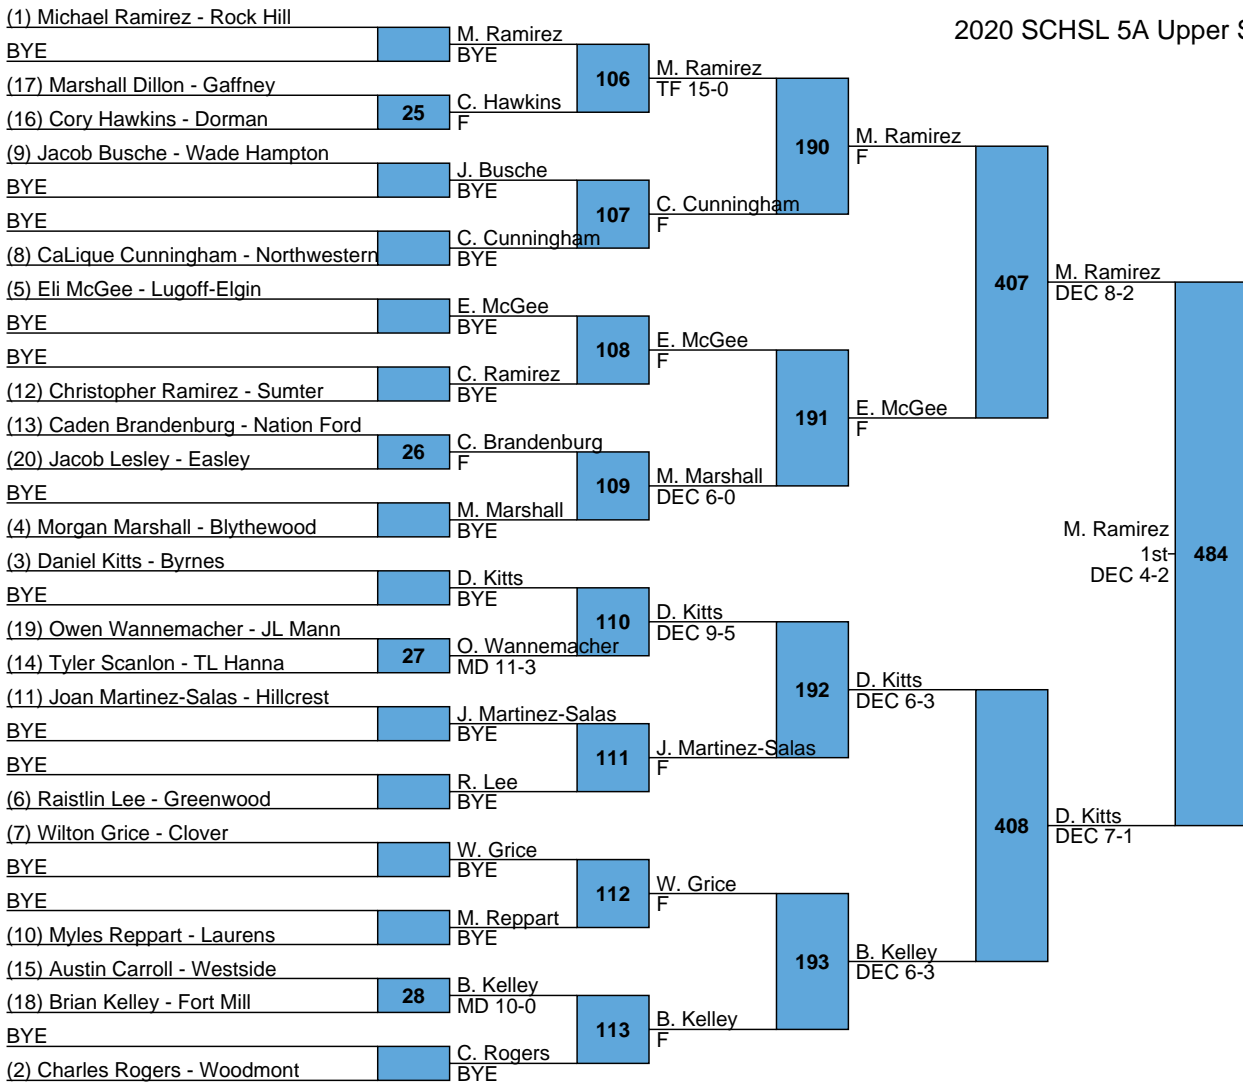 2020 SCHSL 5A Upper S
(1) Michael Ramirez - Rock Hill
BYE
(17) Marshall Dillon - Gaffney
(16) Cory Hawkins - Dorman
(9) Jacob Busche - Wade Hampton
BYE
BYE
(8) CaLique Cunningham - Northwestern
(5) Eli McGee - Lugoff-Elgin
BYE
BYE
(12) Christopher Ramirez - Sumter
(13) Caden Brandenburg - Nation Ford
(20) Jacob Lesley - Easley
BYE
(4) Morgan Marshall - Blythewood
(3) Daniel Kitts - Byrnes
BYE
(19) Owen Wannemacher - JL Mann
(14) Tyler Scanlon - TL Hanna
(11) Joan Martinez-Salas - Hillcrest
BYE
BYE
(6) Raistlin Lee - Greenwood
(7) Wilton Grice - Clover
BYE
BYE
(10) Myles Reppart - Laurens
(15) Austin Carroll - Westside
(18) Brian Kelley - Fort Mill
BYE
(2) Charles Rogers - Woodmont
25
26
27
28
M. Ramirez
BYE
C. Hawkins
F
J. Busche
BYE
C. Cunningham
BYE
E. McGee
BYE
C. Ramirez
BYE
C. Brandenburg
F
M. Marshall
BYE
D. Kitts
BYE
O. Wannemacher
MD 11-3
J. Martinez-Salas
BYE
R. Lee
BYE
W. Grice
BYE
M. Reppart
BYE
B. Kelley
MD 10-0
C. Rogers
BYE
106
107
108
109
110
111
112
113
M. Ramirez
TF 15-0
C. Cunningham
F
E. McGee
F
M. Marshall
DEC 6-0
D. Kitts
DEC 9-5
J. Martinez-Salas
F
W. Grice
F
B. Kelley
F
190
191
192
193
M. Ramirez
F
E. McGee
F
D. Kitts
DEC 6-3
B. Kelley
DEC 6-3
407
408
M. Ramirez
DEC 8-2
D. Kitts
DEC 7-1
M. Ramirez
1st
DEC 4-2
484